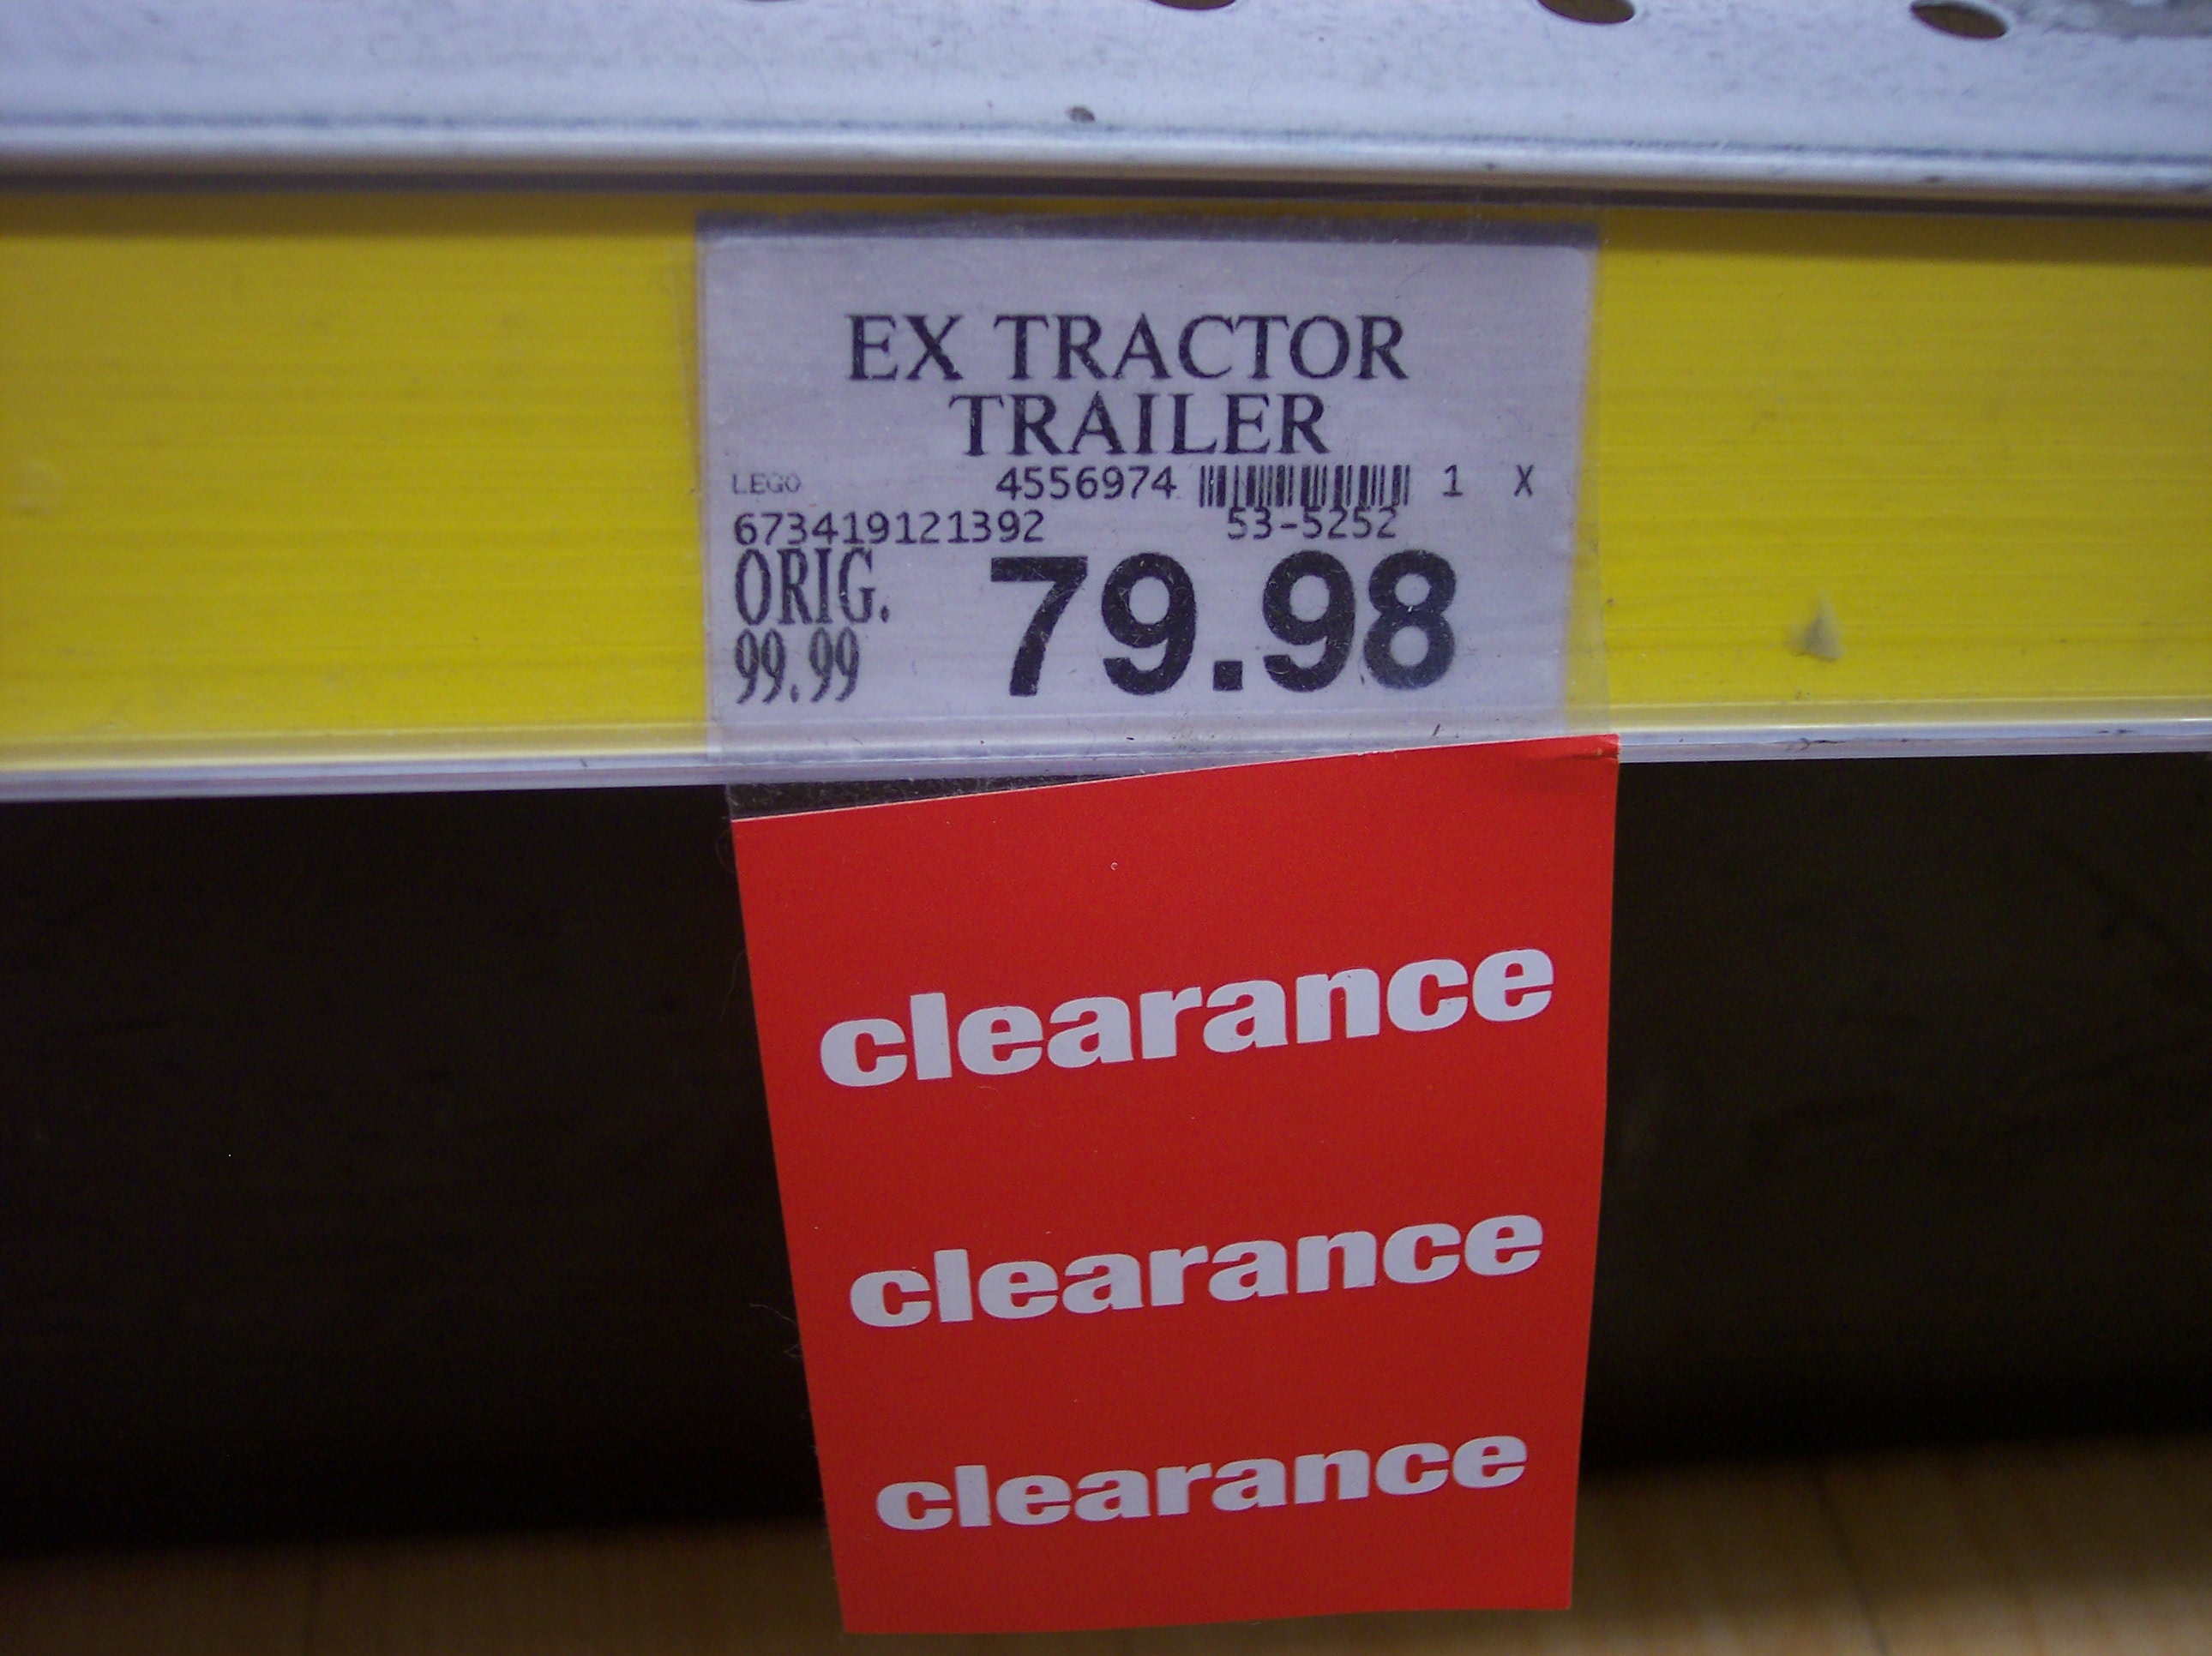 EX TRACTOR
TRAILER
LEGO 4556974 1 X
673419121392 53-5252
ORIG. 79.98
99.99
clearance
clearance
clearance